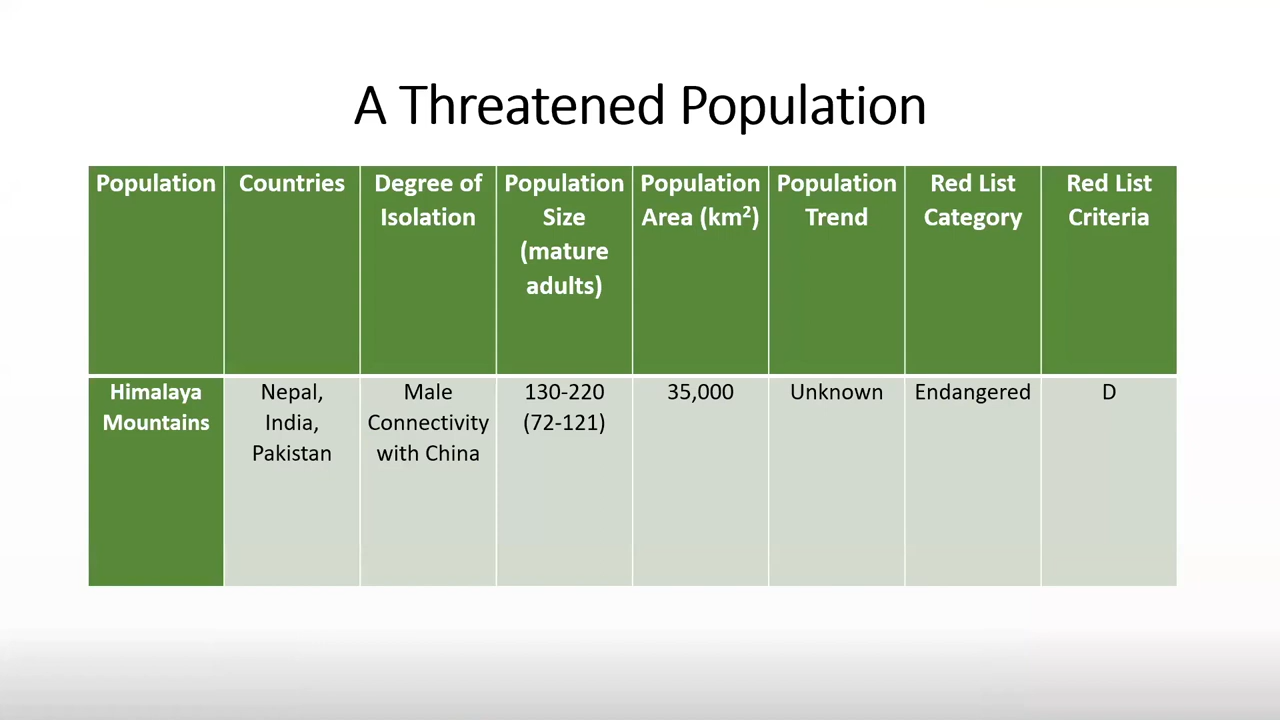 A Threatened Population
Population
Countries
Degree of
Isolation
Population
Size
(mature
adults)
Population
Area (km²)
Population
Trend
Red List
Category
Red List
Criteria
Himalaya
Mountains
Nepal,
India,
Pakistan
Male
Connectivity
with China
130-220
(72-121)
35,000
Unknown
Endangered
D